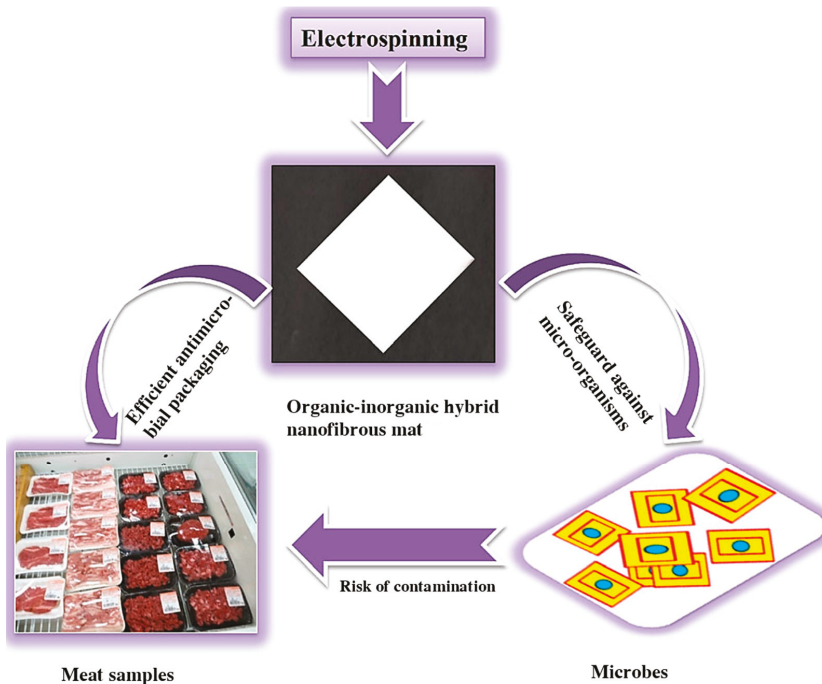 Electrospinning
Efficient antimicro-
bial packaging
Safeguard against
micro-organisms
Organic-inorganic hybrid
nanofibrous mat
Risk of contamination
Meat samples
Microbes